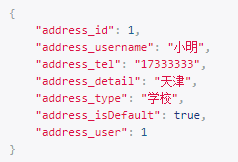 {
"address_id": 1,
"address_username": "小明",
"address_tel": "17333333",
"address_detail": "天津",
"address_type": "学校",
"address_isDefault": true,
"address_user": 1
}